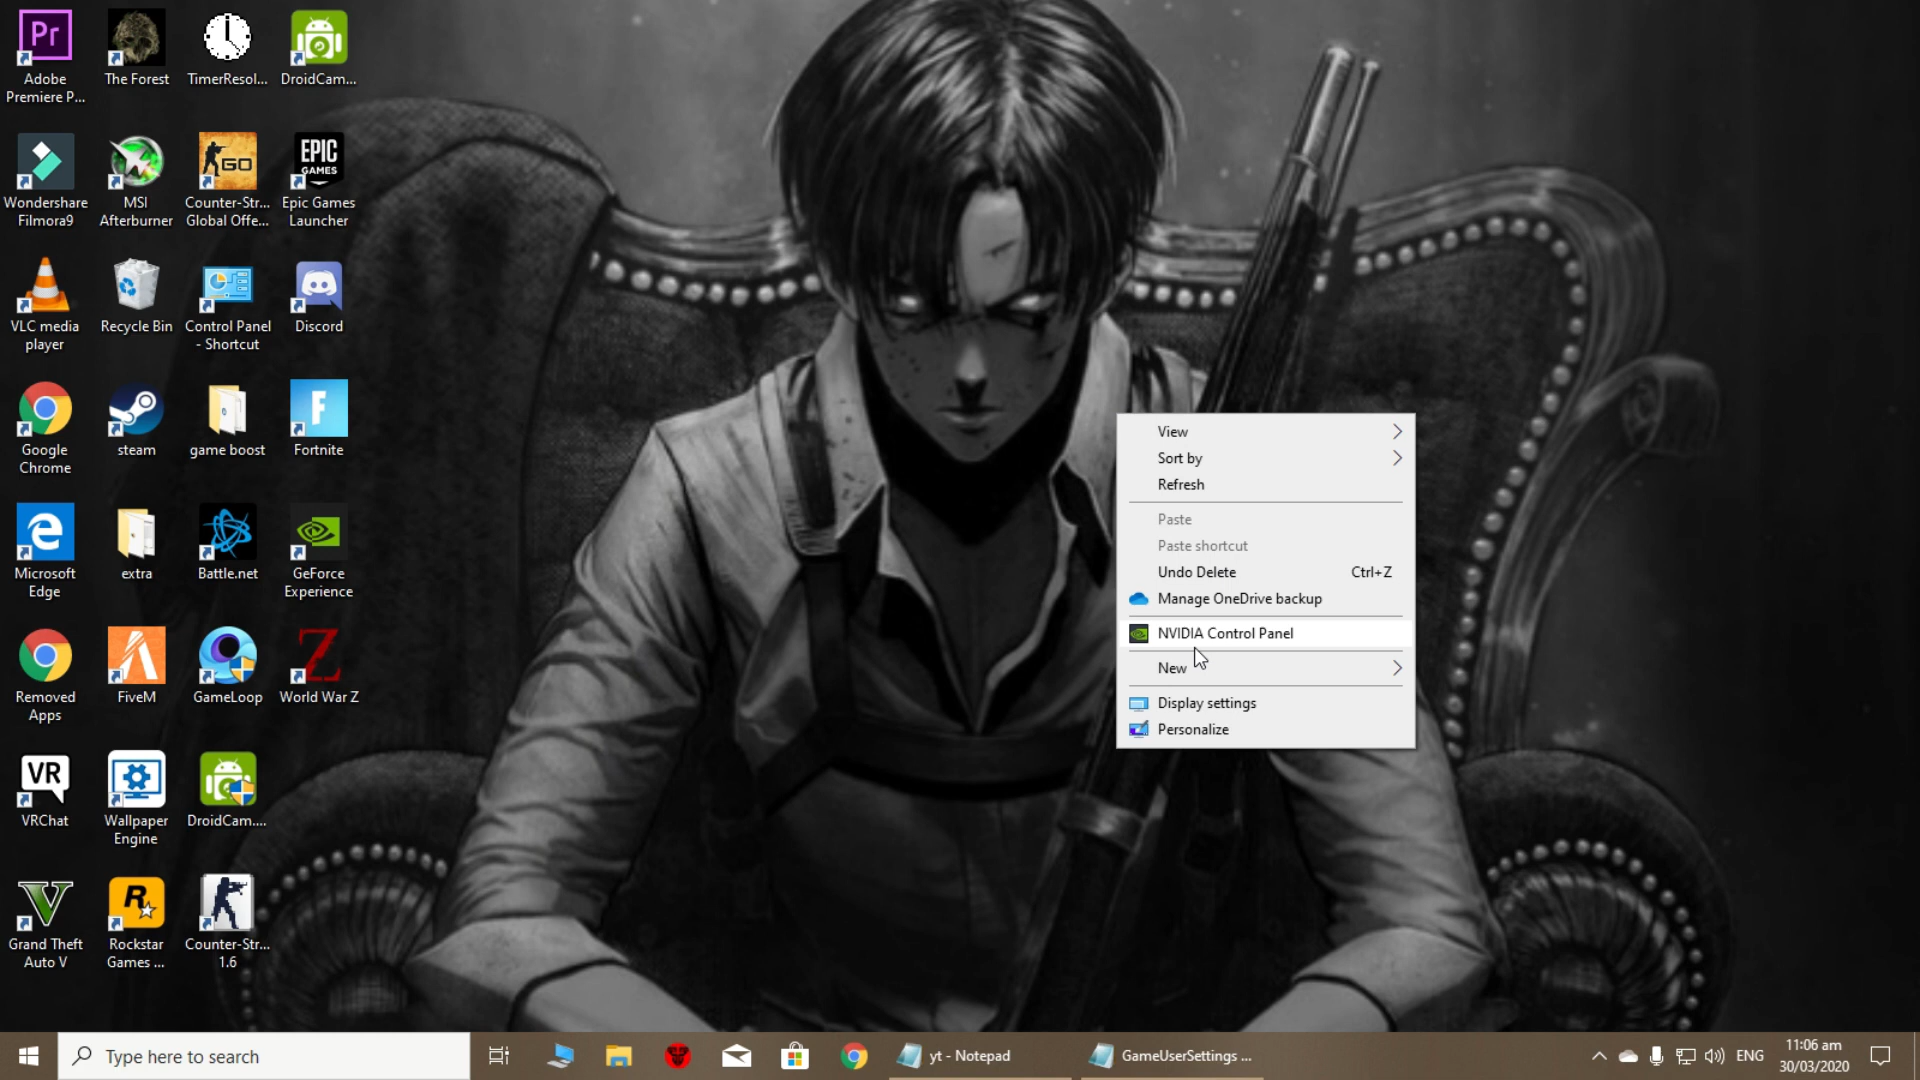 Pr
Adobe
Premiere P...
The Forest
TimerResol...
DroidCam...
Wondershare
Filmora9
MSI
Afterburner
GO
Counter-Str...
Global Offe...
EPIC
GAMES
Epic Games
Launcher
VLC media
player
Recycle Bin
Control Panel
- Shortcut
Discord
Google
Chrome
steam
game boost
F
Fortnite
Microsoft
Edge
extra
Battle.net
GeForce
Experience
Removed
Apps
FiveM
GameLoop
Z
World War Z
VR
VRChat
Wallpaper
Engine
DroidCam....
V
Grand Theft
Auto V
R
Rockstar
Games ...
Counter-Str...
1.6
View
Sort by
Refresh
Paste
Paste shortcut
Undo Delete Ctrl+Z
Manage OneDrive backup
NVIDIA Control Panel
New
Display settings
Personalize
Type here to search
yt - Notepad
GameUserSettings ...
ENG
11:06 am
30/03/2020